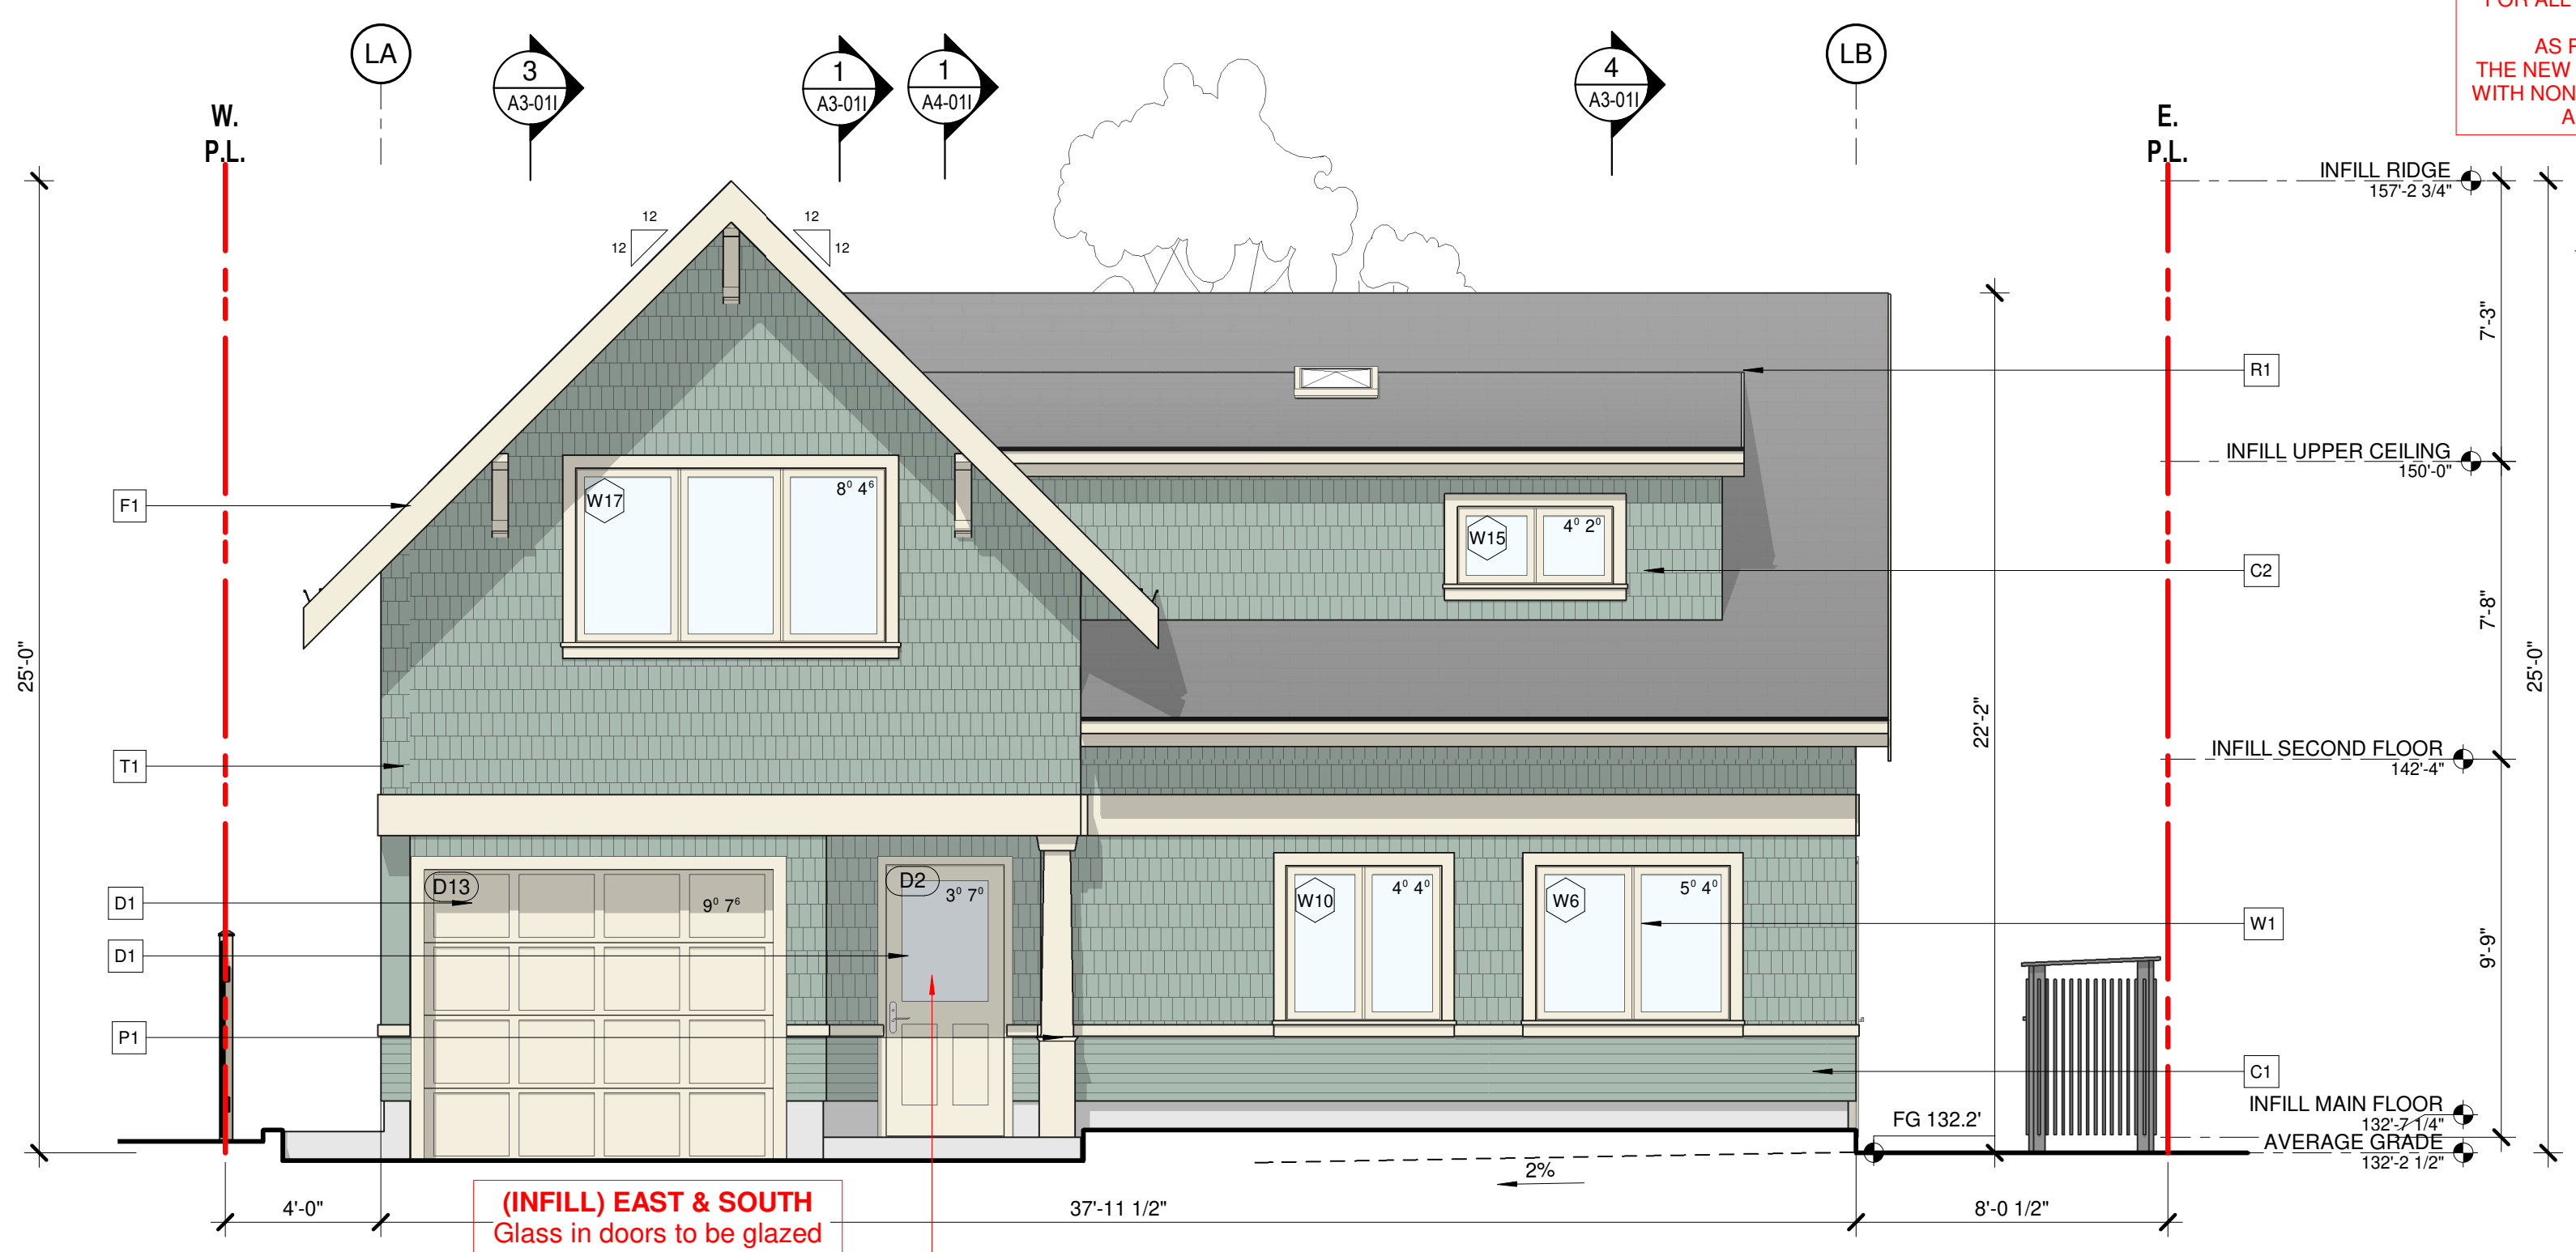 FOR ALL
AS
THE NEW
WITH NON
A
LA
3
A3-01I
1
A3-01I
1
A4-01I
4
A3-01I
LB
W.
P.L.
E.
P.L.
INFILL RIDGE
157'-2 3/4"
12
12
12
12
7'-3"
R1
INFILL UPPER CEILING
150'-0"
F1
W17
8⁰ 4⁶
W15
4⁰ 2⁰
C2
7'-8"
25'-0"
25'-0"
22'-2"
INFILL SECOND FLOOR
142'-4"
T1
D1
D13
9⁰ 7⁶
D2
3⁰ 7⁰
W10
4⁰ 4⁰
W6
5⁰ 4⁰
W1
9'-9"
D1
P1
C1
INFILL MAIN FLOOR
132'-7 1/4"
FG 132.2'
AVERAGE GRADE
132'-2 1/2"
2%
4'-0"
37'-11 1/2"
8'-0 1/2"
(INFILL) EAST & SOUTH
Glass in doors to be glazed